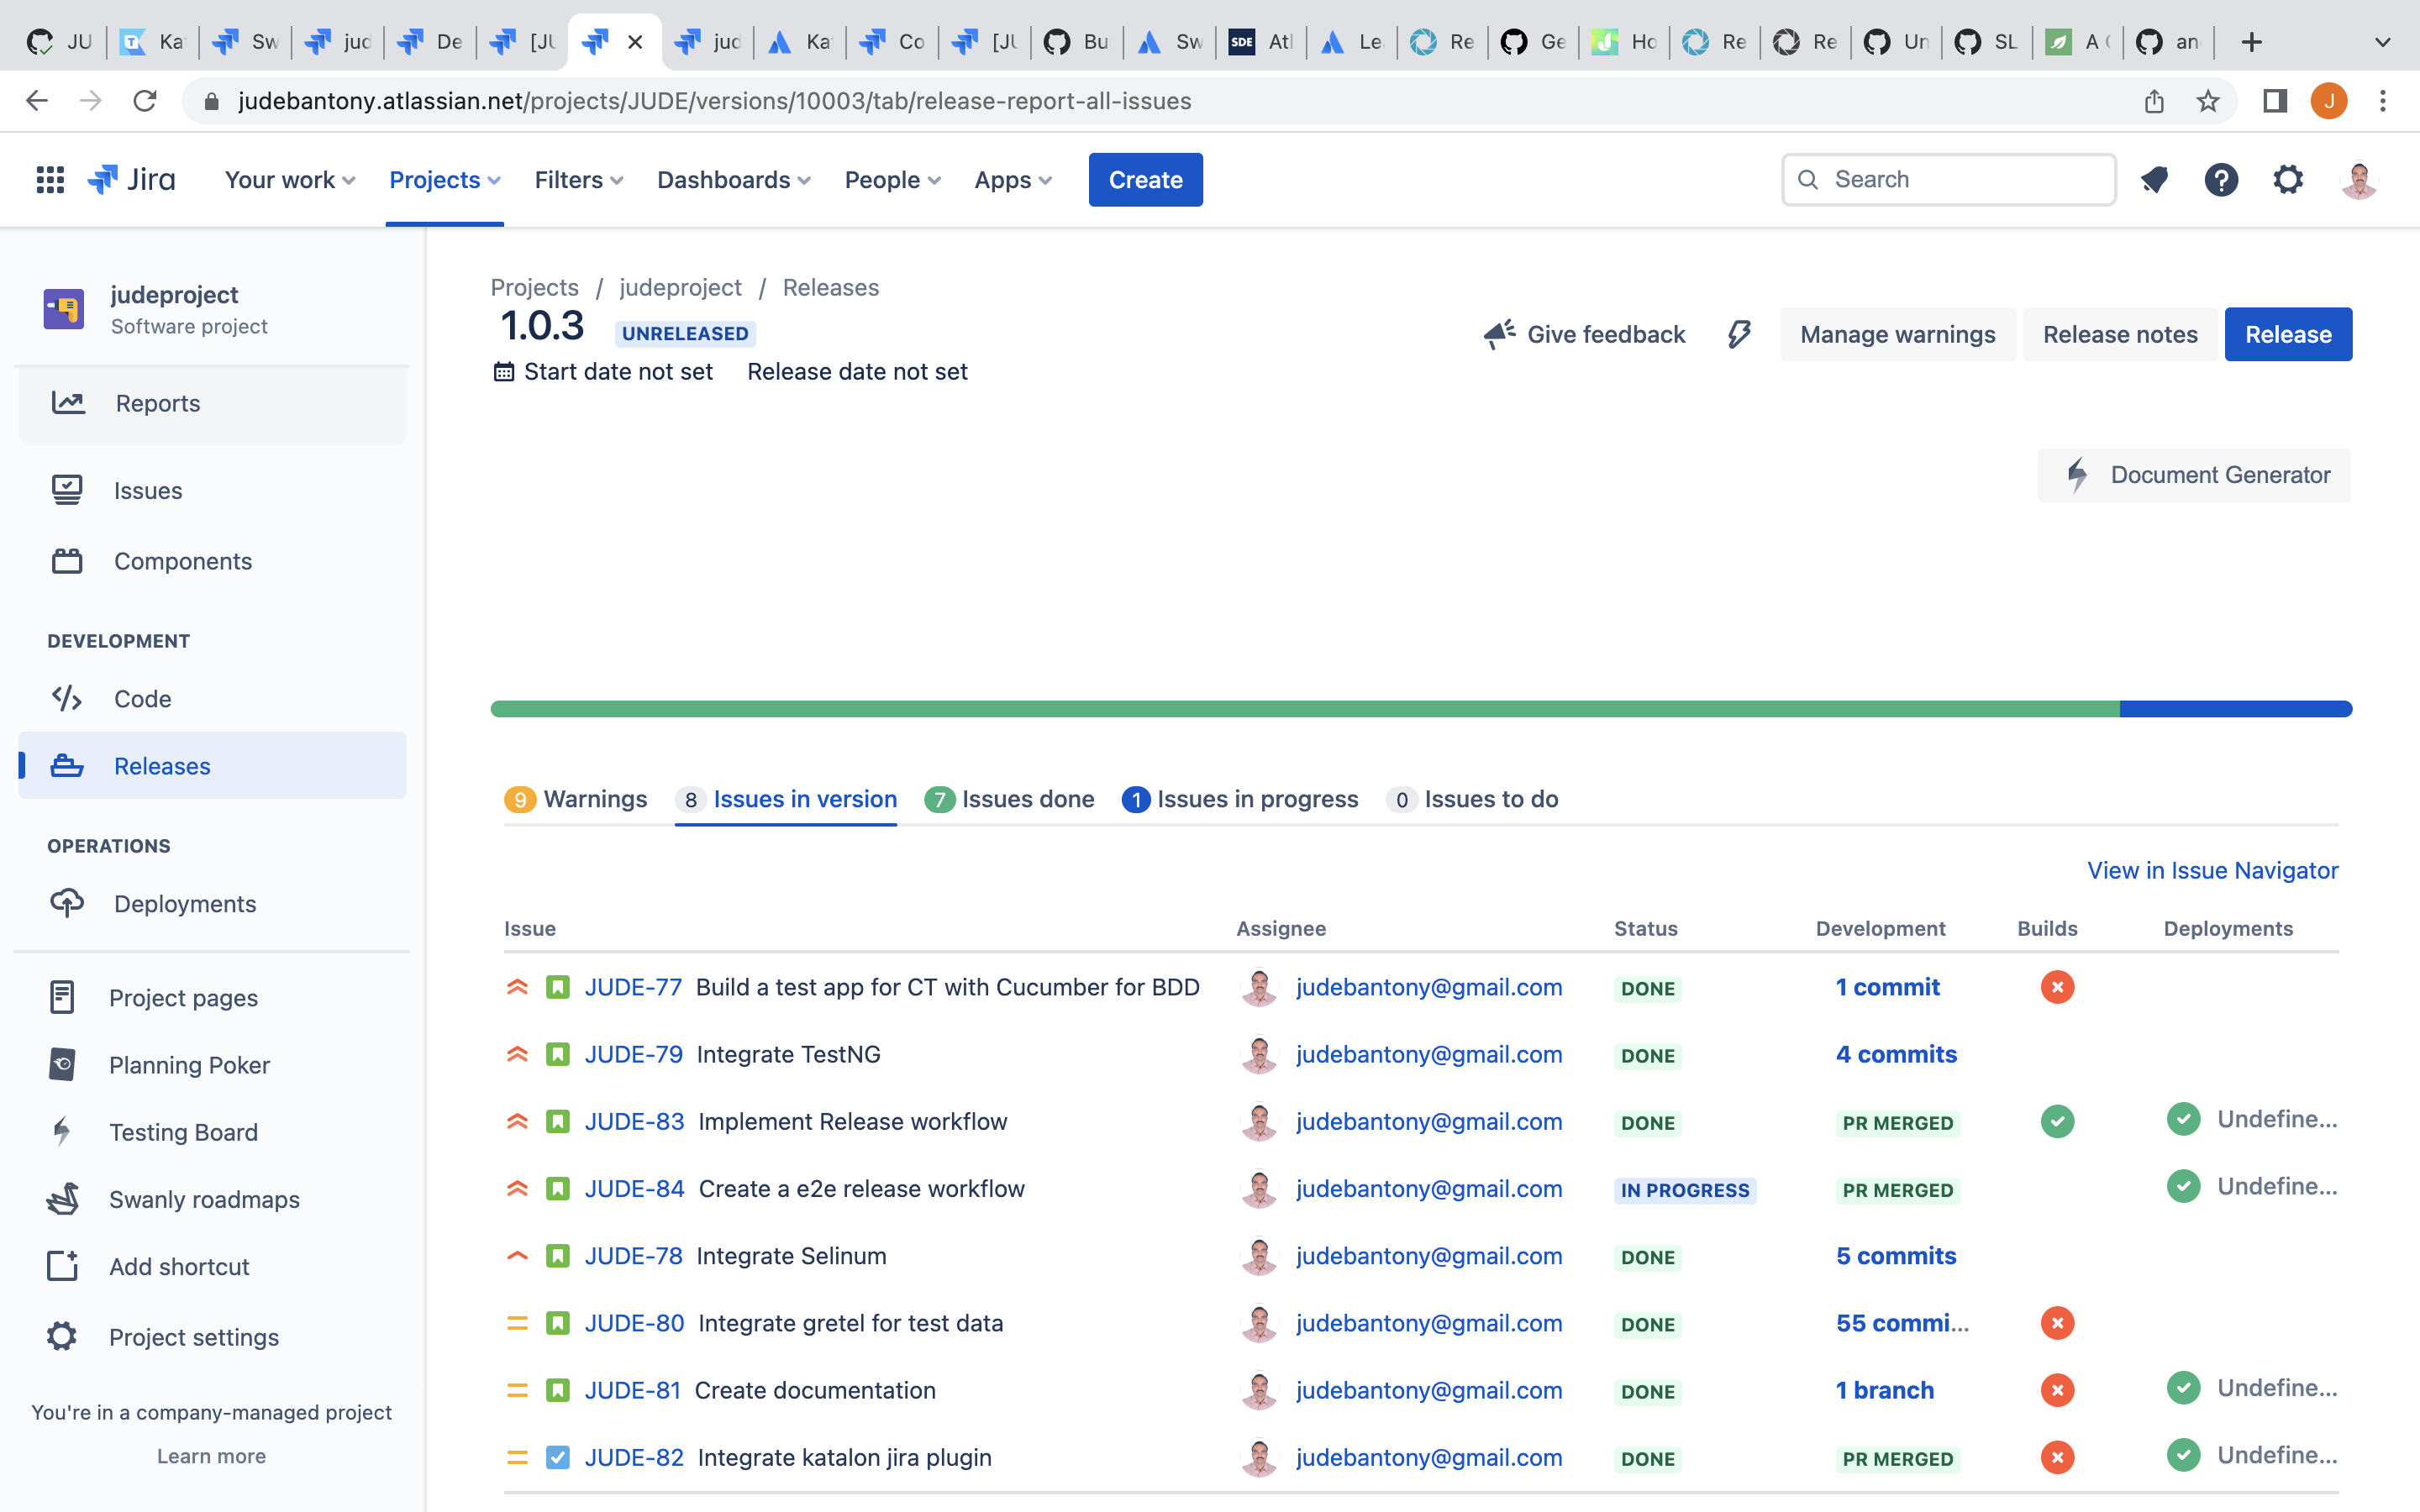 JU Ka Sw jud De [JU jud Ka Co [JU Bu Sw SDE Atl Le Re Ge Ho Re Re Un SL A an
judebantony.atlassian.net/projects/JUDE/versions/10003/tab/release-report-all-issues J
Jira Your work Projects Filters Dashboards People Apps Create Search
judeproject
Software project
Reports
Issues
Components
DEVELOPMENT
Code
Releases
OPERATIONS
Deployments
Project pages
Planning Poker
Testing Board
Swanly roadmaps
Add shortcut
Project settings
You're in a company-managed project
Learn more
Projects / judeproject / Releases
1.0.3 UNRELEASED
Start date not set Release date not set
Give feedback Manage warnings Release notes Release
Document Generator
9 Warnings 8 Issues in version 7 Issues done 1 Issues in progress 0 Issues to do
View in Issue Navigator
Issue Assignee Status Development Builds Deployments
JUDE-77 Build a test app for CT with Cucumber for BDD judebantony@gmail.com DONE 1 commit
JUDE-79 Integrate TestNG judebantony@gmail.com DONE 4 commits
JUDE-83 Implement Release workflow judebantony@gmail.com DONE PR MERGED Undefine...
JUDE-84 Create a e2e release workflow judebantony@gmail.com IN PROGRESS PR MERGED Undefine...
JUDE-78 Integrate Selinum judebantony@gmail.com DONE 5 commits
JUDE-80 Integrate gretel for test data judebantony@gmail.com DONE 55 commi...
JUDE-81 Create documentation judebantony@gmail.com DONE 1 branch Undefine...
JUDE-82 Integrate katalon jira plugin judebantony@gmail.com DONE PR MERGED Undefine...